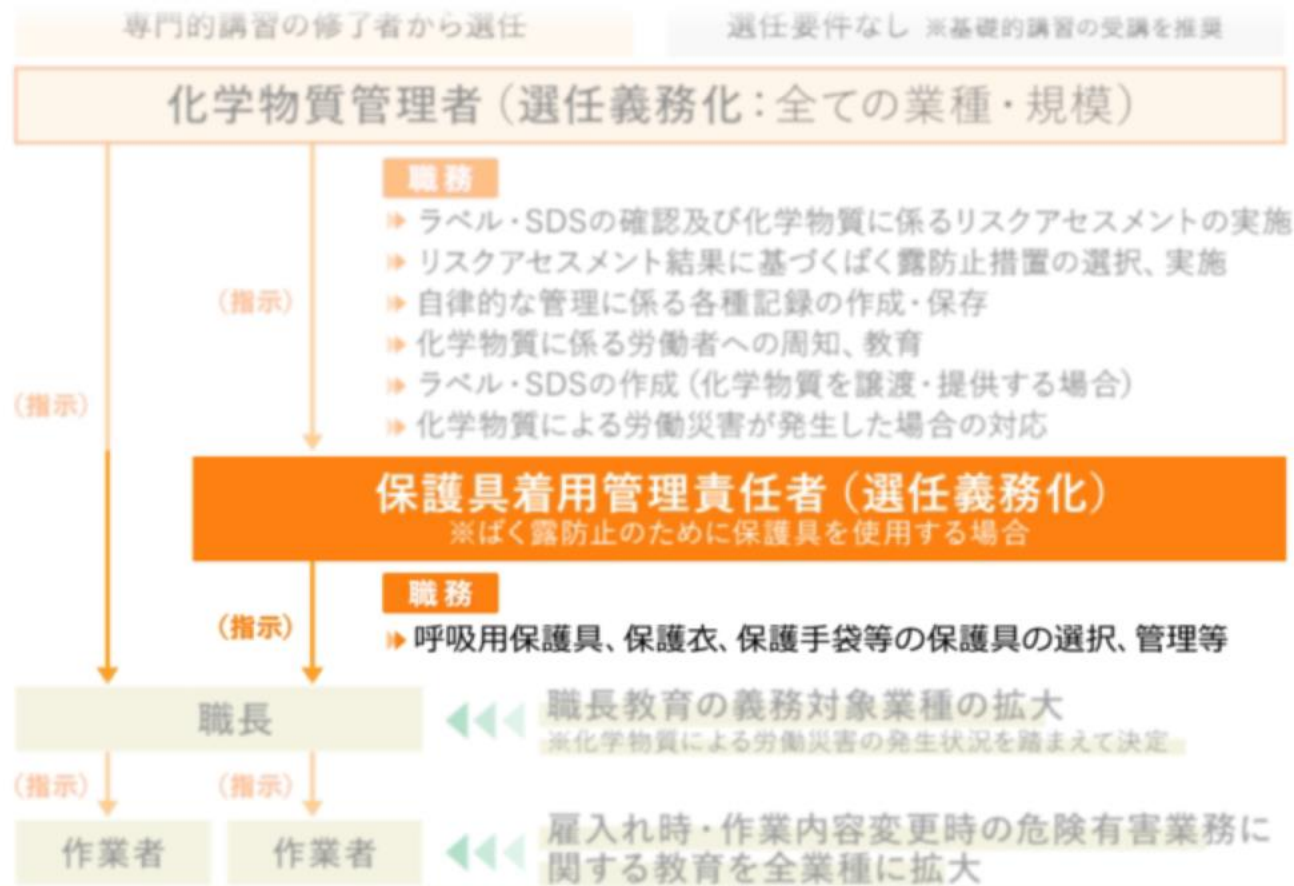 専門的講習の修了者から選任
選任要件なし ※基礎的講習の受講を推奨
化学物質管理者（選任義務化：全ての業種・規模）
職務
ラベル・SDSの確認及び化学物質に係るリスクアセスメントの実施
リスクアセスメント結果に基づくばく露防止措置の選択、実施
（指示）
自律的な管理に係る各種記録の作成・保存
化学物質に係る労働者への周知、教育
ラベル・SDSの作成（化学物質を譲渡・提供する場合）
（指示）
化学物質による労働災害が発生した場合の対応
保護具着用管理責任者（選任義務化）
※ばく露防止のために保護具を使用する場合
職務
（指示）
呼吸用保護具、保護衣、保護手袋等の保護具の選択、管理等
職長
職長教育の義務対象業種の拡大
※化学物質による労働災害の発生状況を踏まえて決定
（指示）
（指示）
作業者
作業者
雇入れ時・作業内容変更時の危険有害業務に
関する教育を全業種に拡大